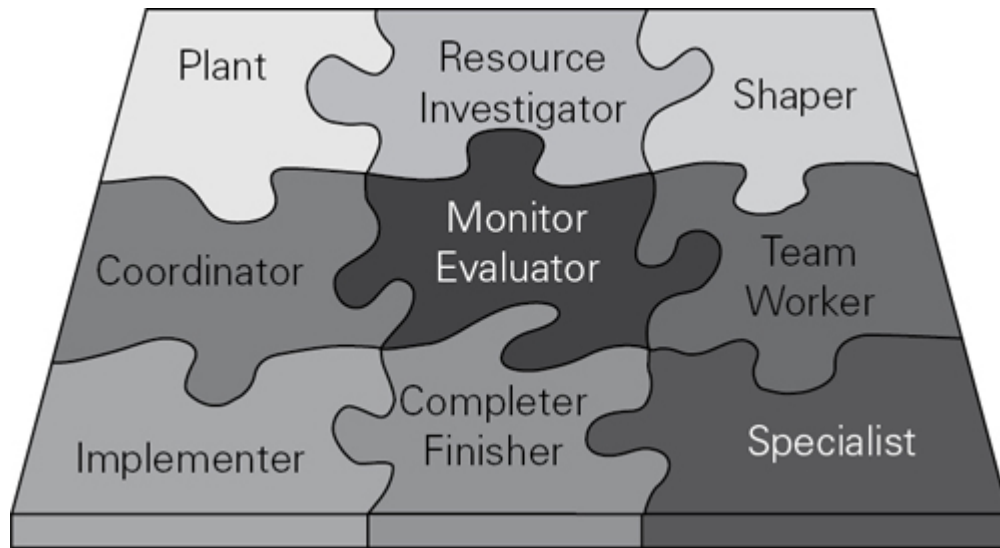 Plant
Resource
Investigator
Shaper
Coordinator
Monitor
Evaluator
Team
Worker
Implementer
Completer
Finisher
Specialist